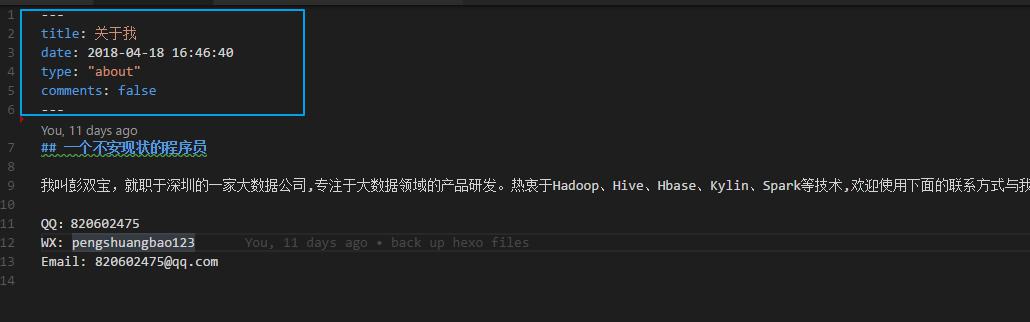 1 ---
2 title: 关于我
3 date: 2018-04-18 16:46:40
4 type: "about"
5 comments: false
6 ---
You, 11 days ago
7 ## 一个不安现状的程序员
8
9 我叫彭双宝，就职于深圳的一家大数据公司,专注于大数据领域的产品研发。热衷于Hadoop、Hive、Hbase、Kylin、Spark等技术,欢迎使用下面的联系方式与我
10
11 QQ: 820602475
12 WX: pengshuangbao123 You, 11 days ago • back up hexo files
13 Email: 820602475@qq.com
14